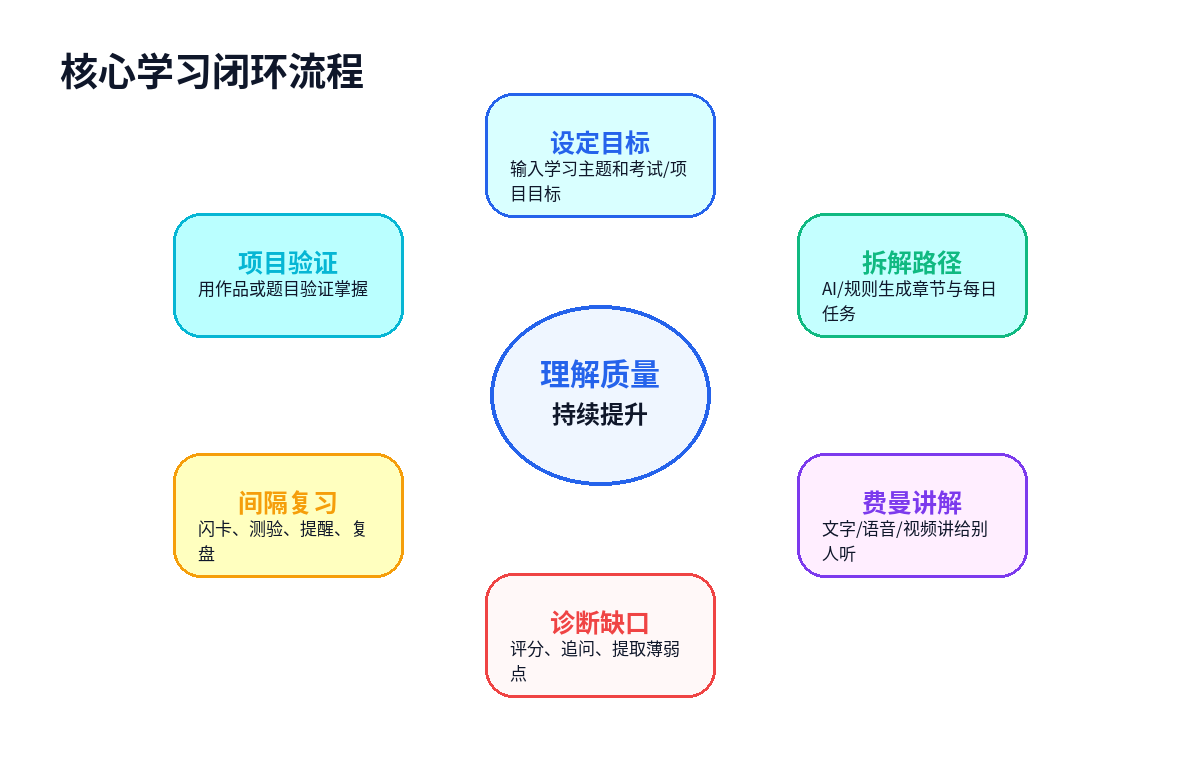 核心学习闭环流程
设定目标
输入学习主题和考试/项
目目标
项目验证
用作品或题目验证掌握
拆解路径
AI/规则生成章节与每日
任务
理解质量
持续提升
间隔复习
闪卡、测验、提醒、复
盘
费曼讲解
文字/语音/视频讲给别
人听
诊断缺口
评分、追问、提取薄弱
点